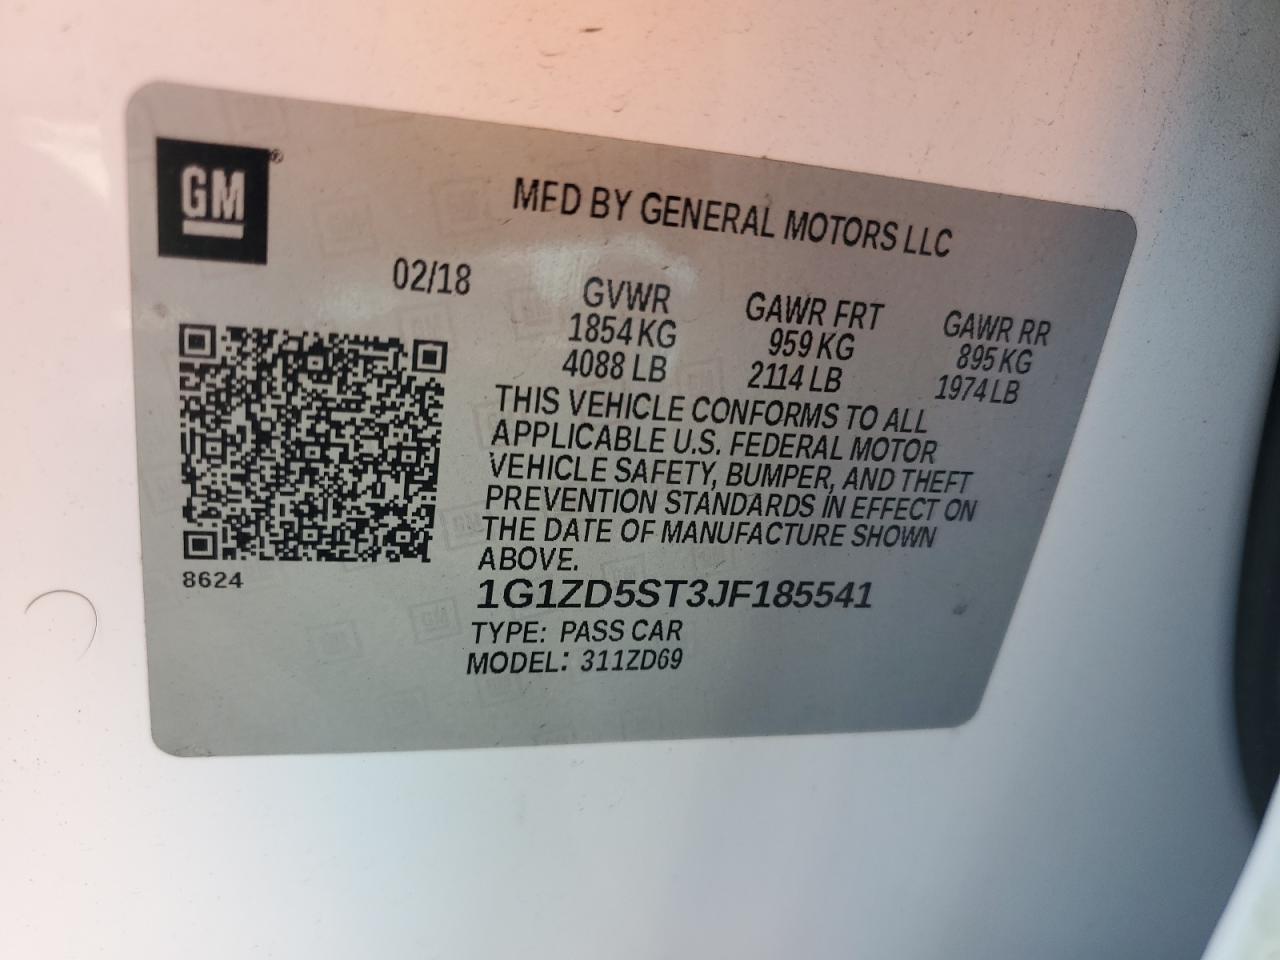 GM®
MFD BY GENERAL MOTORS LLC
02/18
GVWR
1854 KG
4088 LB
GAWR FRT
959 KG
2114 LB
GAWR RR
895 KG
1974 LB
THIS VEHICLE CONFORMS TO ALL
APPLICABLE U.S. FEDERAL MOTOR
VEHICLE SAFETY, BUMPER, AND THEFT
PREVENTION STANDARDS IN EFFECT ON
THE DATE OF MANUFACTURE SHOWN
ABOVE.
8624
1G1ZD5ST3JF185541
TYPE: PASS CAR
MODEL: 311ZD69